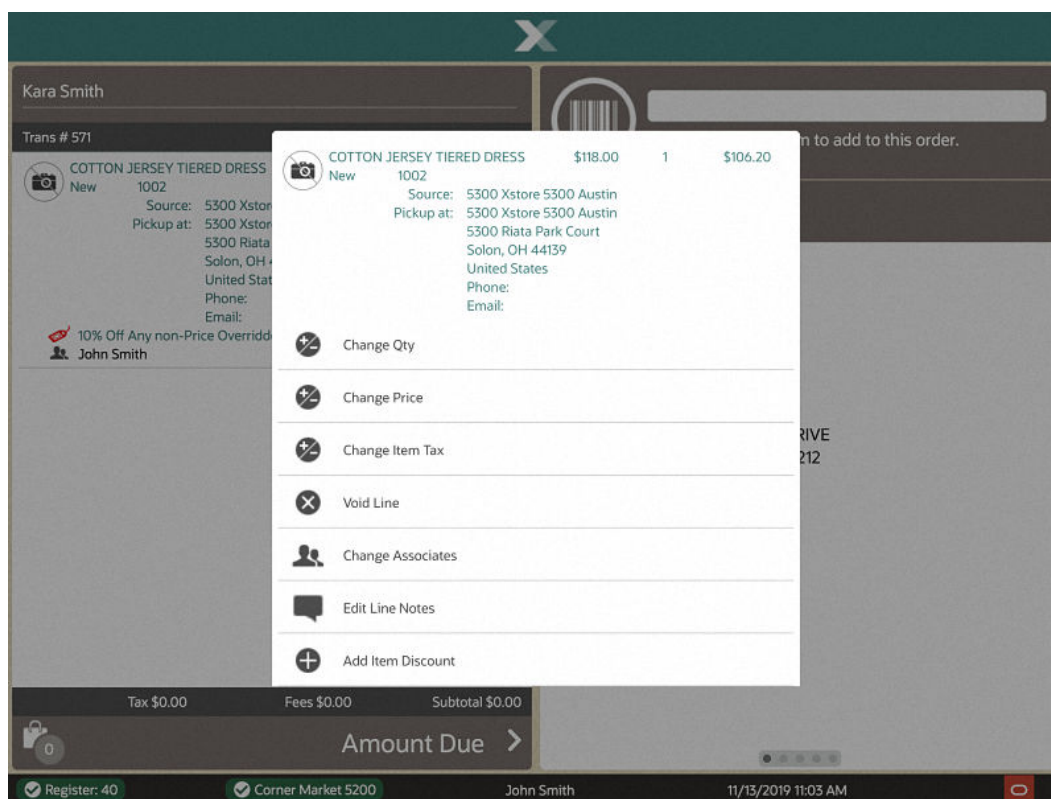 Kara Smith
Trans # 571
COTTON JERSEY TIERED DRESS
New 1002
Source: 5300 Xstor
Pickup at: 5300 Xstor
5300 Riata
Solon, OH 4
United Stat
Phone:
Email:
10% Off Any non-Price Overridd
John Smith
Tax $0.00 Fees $0.00 Subtotal $0.00
0
Amount Due
COTTON JERSEY TIERED DRESS $118.00 1 $106.20
New 1002
Source: 5300 Xstore 5300 Austin
Pickup at: 5300 Xstore 5300 Austin
5300 Riata Park Court
Solon, OH 44139
United States
Phone:
Email:
Change Qty
Change Price
Change Item Tax
Void Line
Change Associates
Edit Line Notes
Add Item Discount
m to add to this order.
RIVE
212
Register: 40 Corner Market 5200 John Smith 11/13/2019 11:03 AM